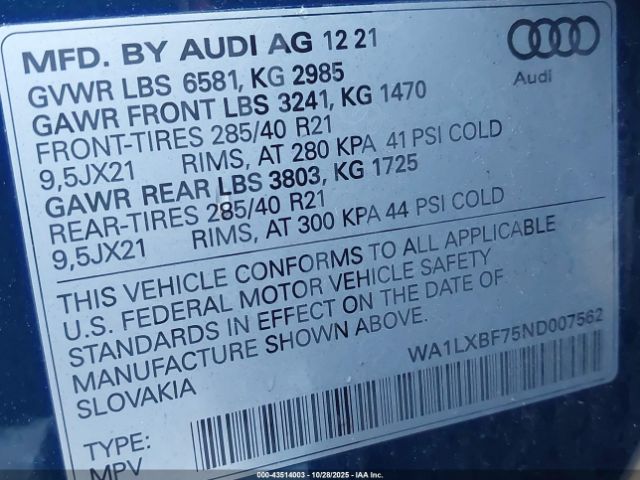 MFD. BY AUDI AG 12 21
GVWR LBS 6581, KG 2985
GAWR FRONT LBS 3241, KG 1470
FRONT-TIRES 285/40 R21
9,5JX21 RIMS, AT 280 KPA 41 PSI COLD
GAWR REAR LBS 3803, KG 1725
REAR-TIRES 285/40 R21
9,5JX21 RIMS, AT 300 KPA 44 PSI COLD
Audi
THIS VEHICLE CONFORMS TO ALL APPLICABLE
U.S. FEDERAL MOTOR VEHICLE SAFETY
STANDARDS IN EFFECT ON THE DATE OF
MANUFACTURE SHOWN ABOVE.
SLOVAKIA
WA1LXBF75ND007562
TYPE:
MPV
000-43514003 - 10/28/2025 - IAAI.com